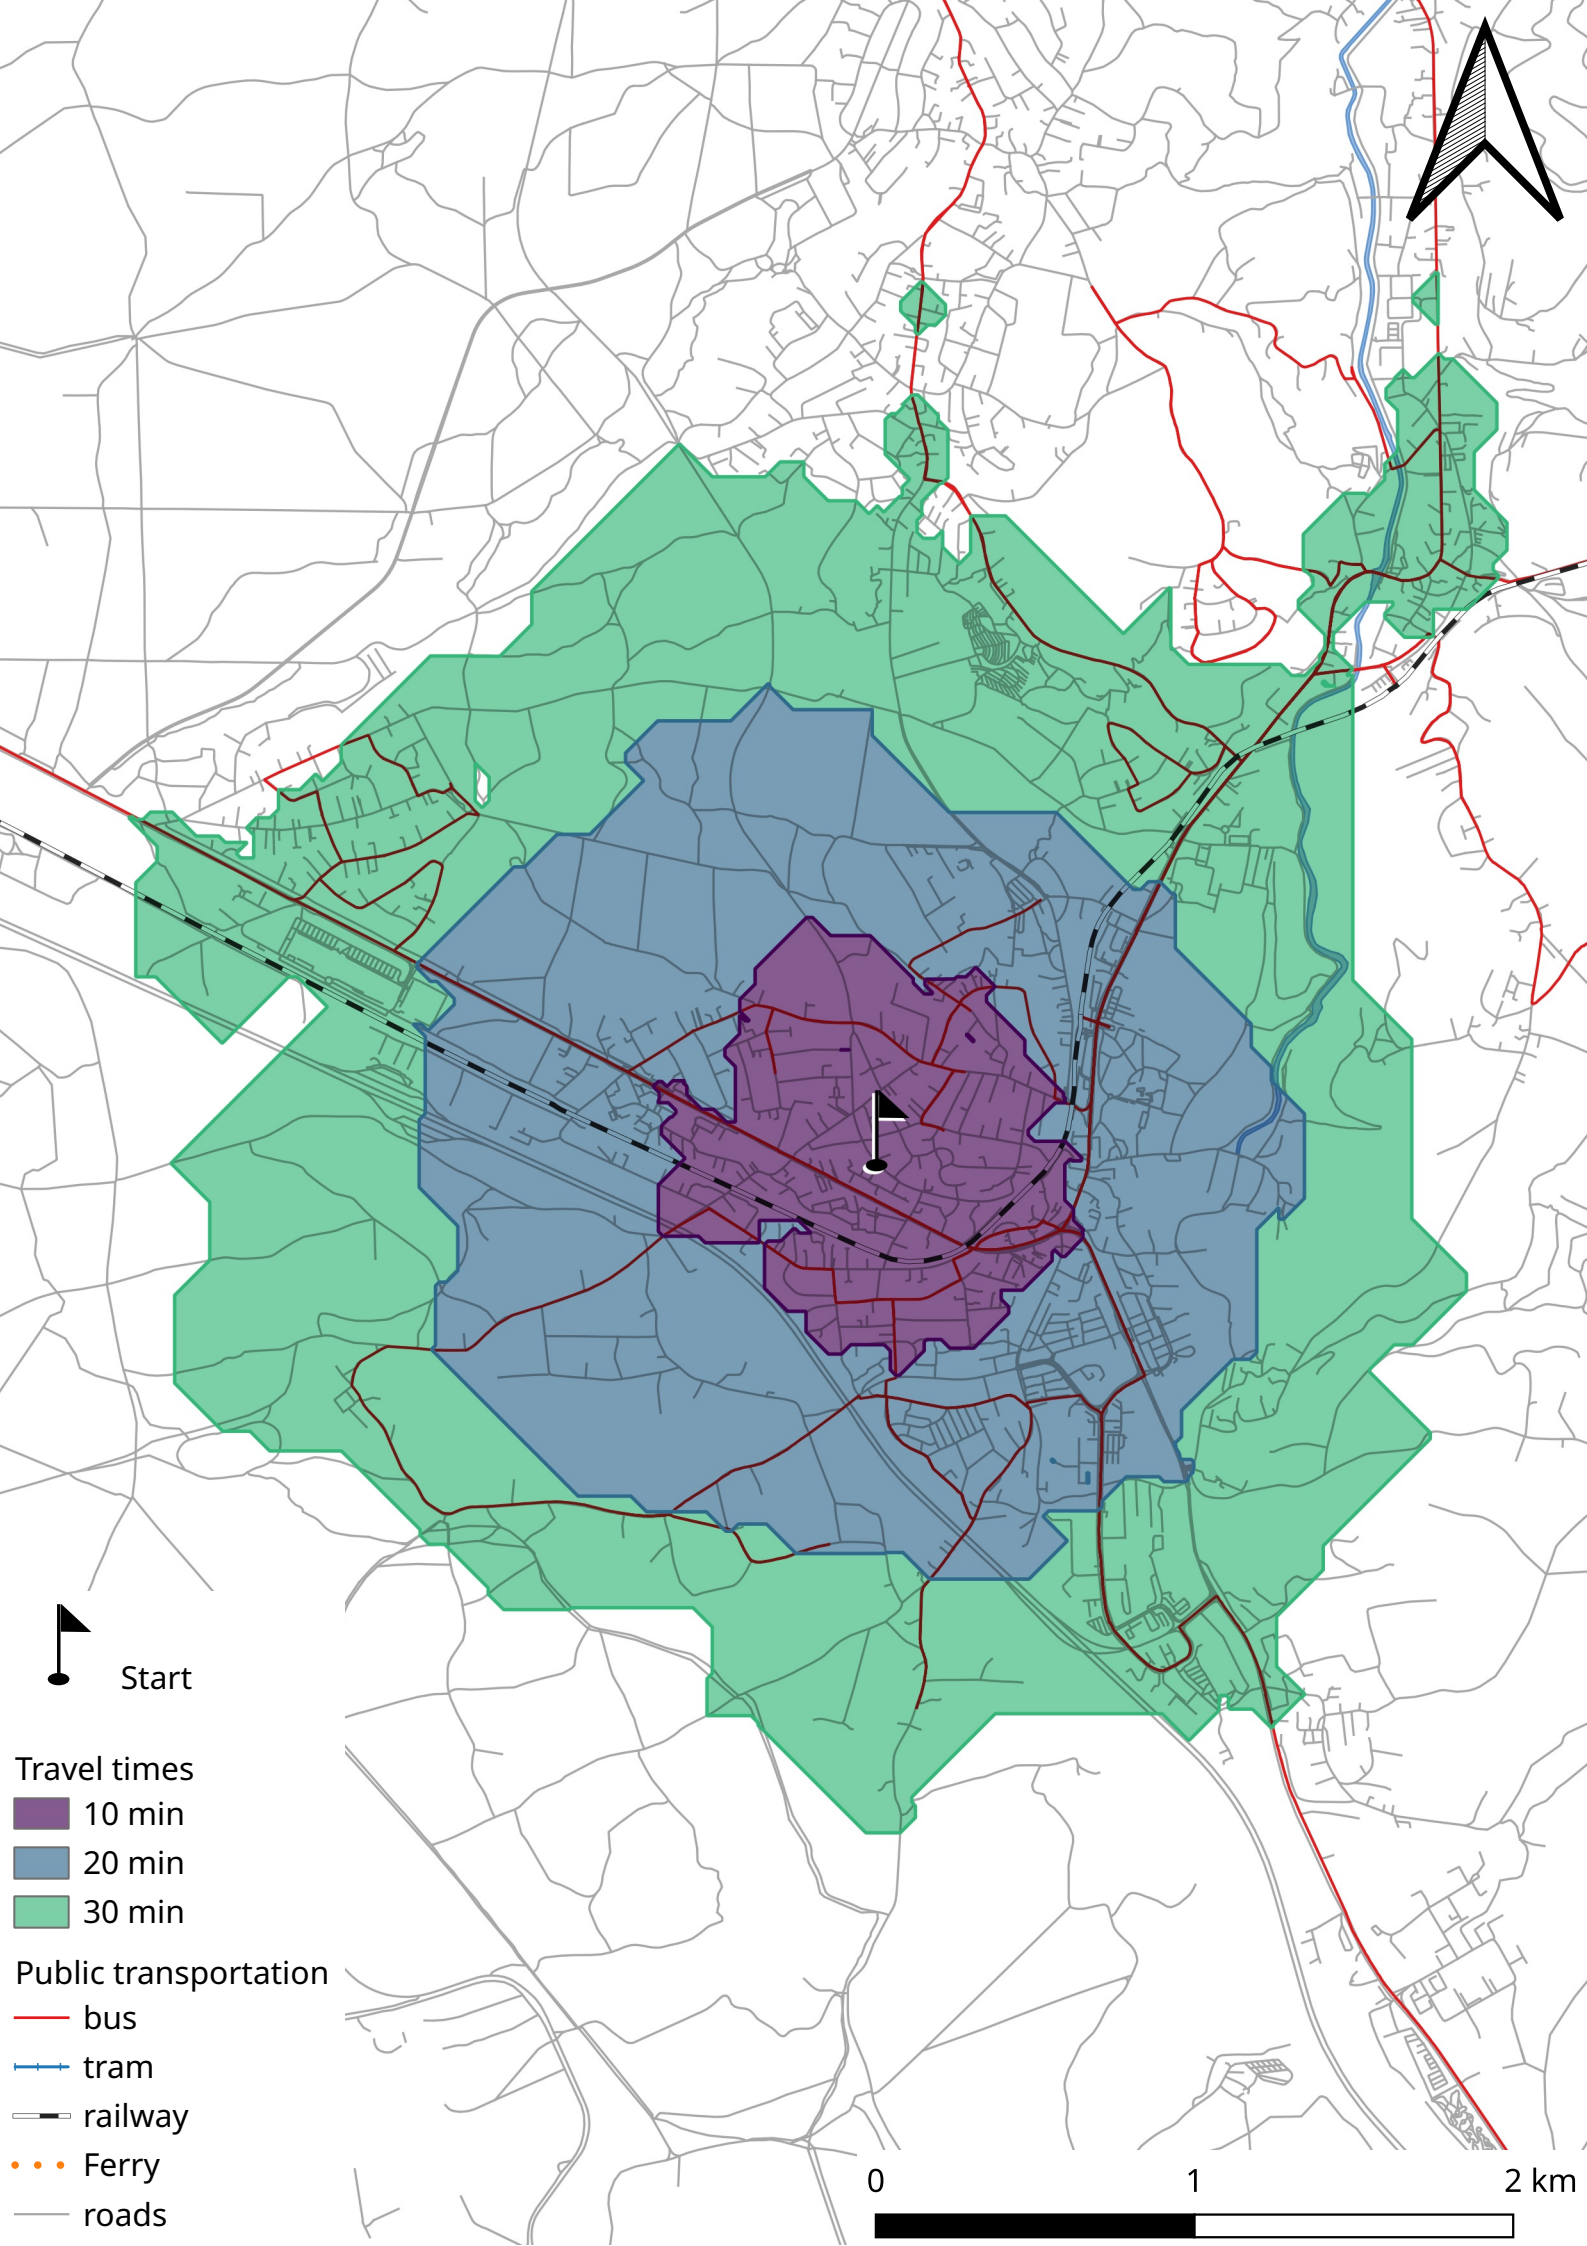 Start
Travel times
10 min
20 min
30 min
Public transportation
bus
tram
railway
Ferry
roads
0 1 2 km